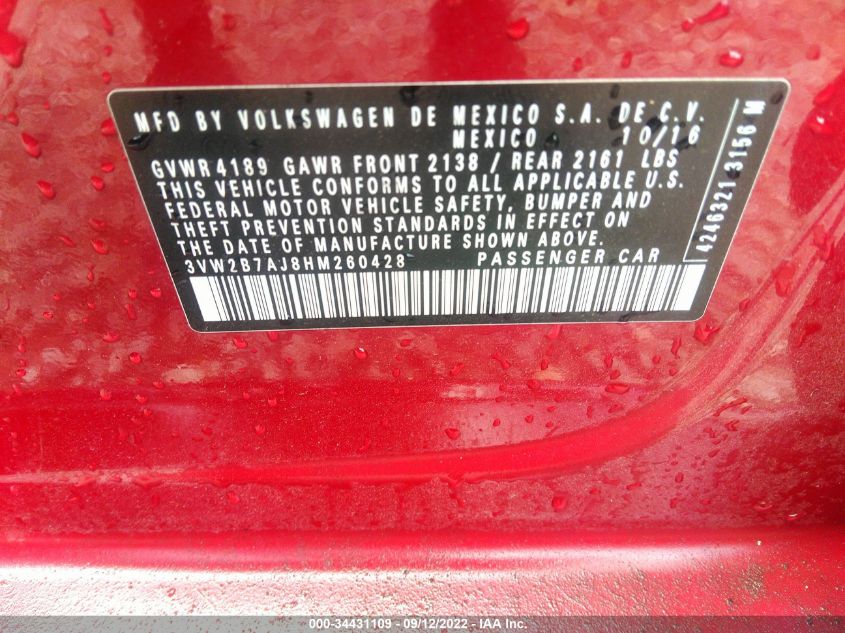 MFD BY VOLKSWAGEN DE MEXICO S.A. DE C.V.
MEXICO 10/16
GVWR 4189 GAWR FRONT 2138 / REAR 2161 LBS
THIS VEHICLE CONFORMS TO ALL APPLICABLE U.S.
FEDERAL MOTOR VEHICLE SAFETY, BUMPER AND
THEFT PREVENTION STANDARDS IN EFFECT ON
THE DATE OF MANUFACTURE SHOWN ABOVE.
3VW2B7AJ8HM260428 PASSENGER CAR
4246321 3156 M
000-34431109 - 09/12/2022 - IAA Inc.